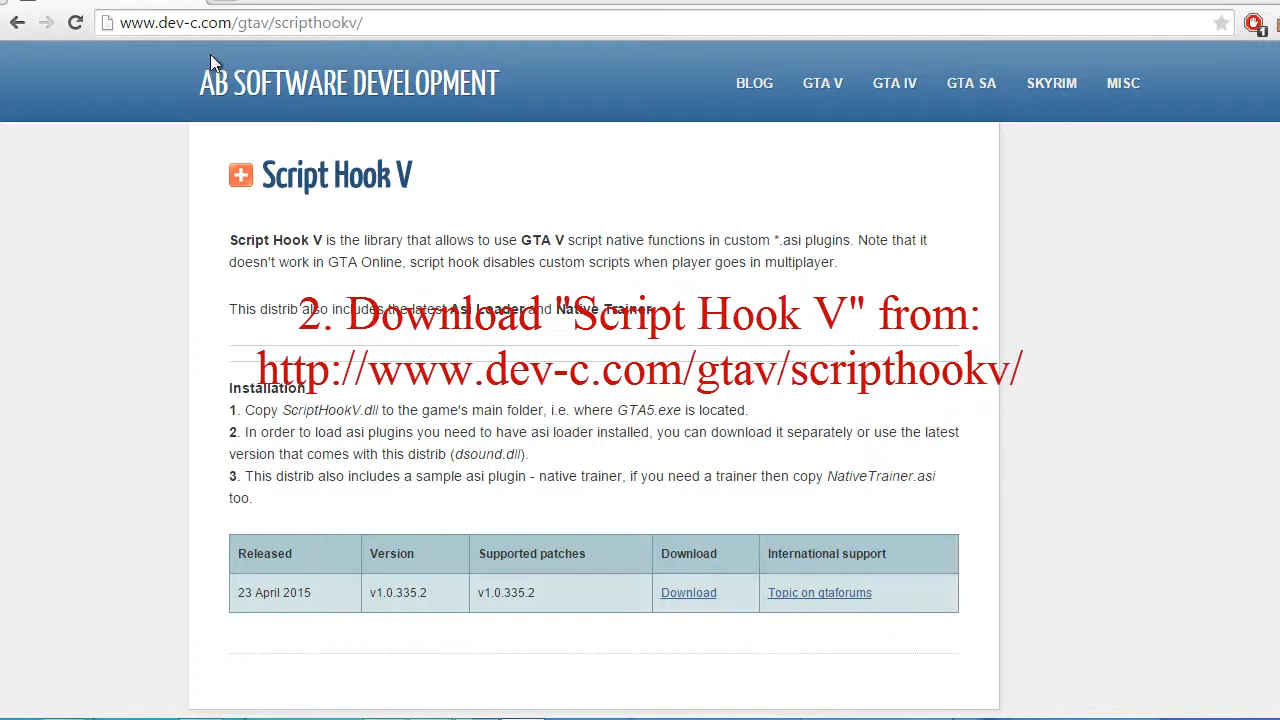 www.dev-c.com/gtav/scripthookv/
1
AB SOFTWARE DEVELOPMENT
BLOG GTA V GTA IV GTA SA SKYRIM MISC
Script Hook V
Script Hook V is the library that allows to use GTA V script native functions in custom *.asi plugins. Note that it
doesn't work in GTA Online, script hook disables custom scripts when player goes in multiplayer.
This distrib also includes the latest Asi Loader and Native Trainer.
2. Download "Script Hook V" from:
http://www.dev-c.com/gtav/scripthookv/
Installation
1. Copy ScriptHookV.dll to the game's main folder, i.e. where GTA5.exe is located.
2. In order to load asi plugins you need to have asi loader installed, you can download it separately or use the latest
version that comes with this distrib (dsound.dll).
3. This distrib also includes a sample asi plugin - native trainer, if you need a trainer then copy NativeTrainer.asi
too.
Released Version Supported patches Download International support
23 April 2015 v1.0.335.2 v1.0.335.2 Download Topic on gtaforums